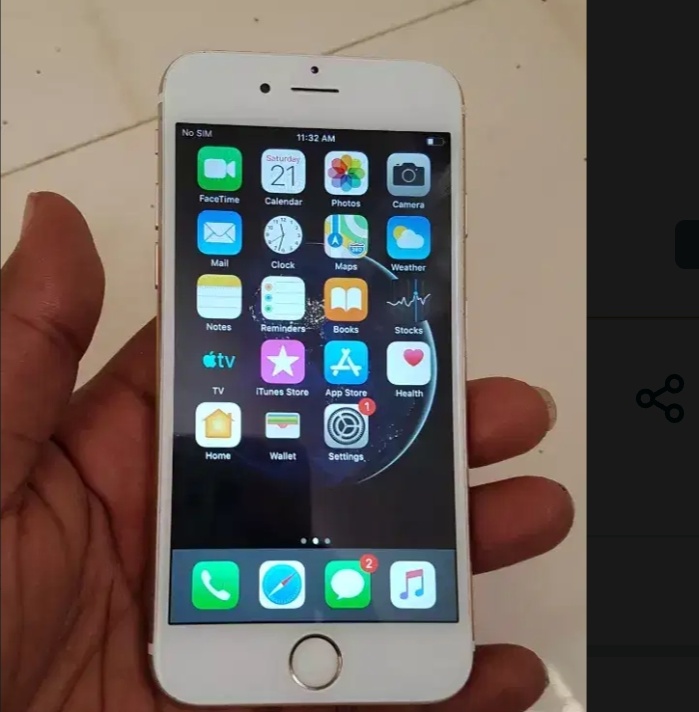 No SIM 11:32 AM
Saturday
21
FaceTime Calendar Photos Camera
Mail Clock Maps Weather
Notes Reminders Books Stocks
tv
TV iTunes Store App Store Health
1
Home Wallet Settings
2